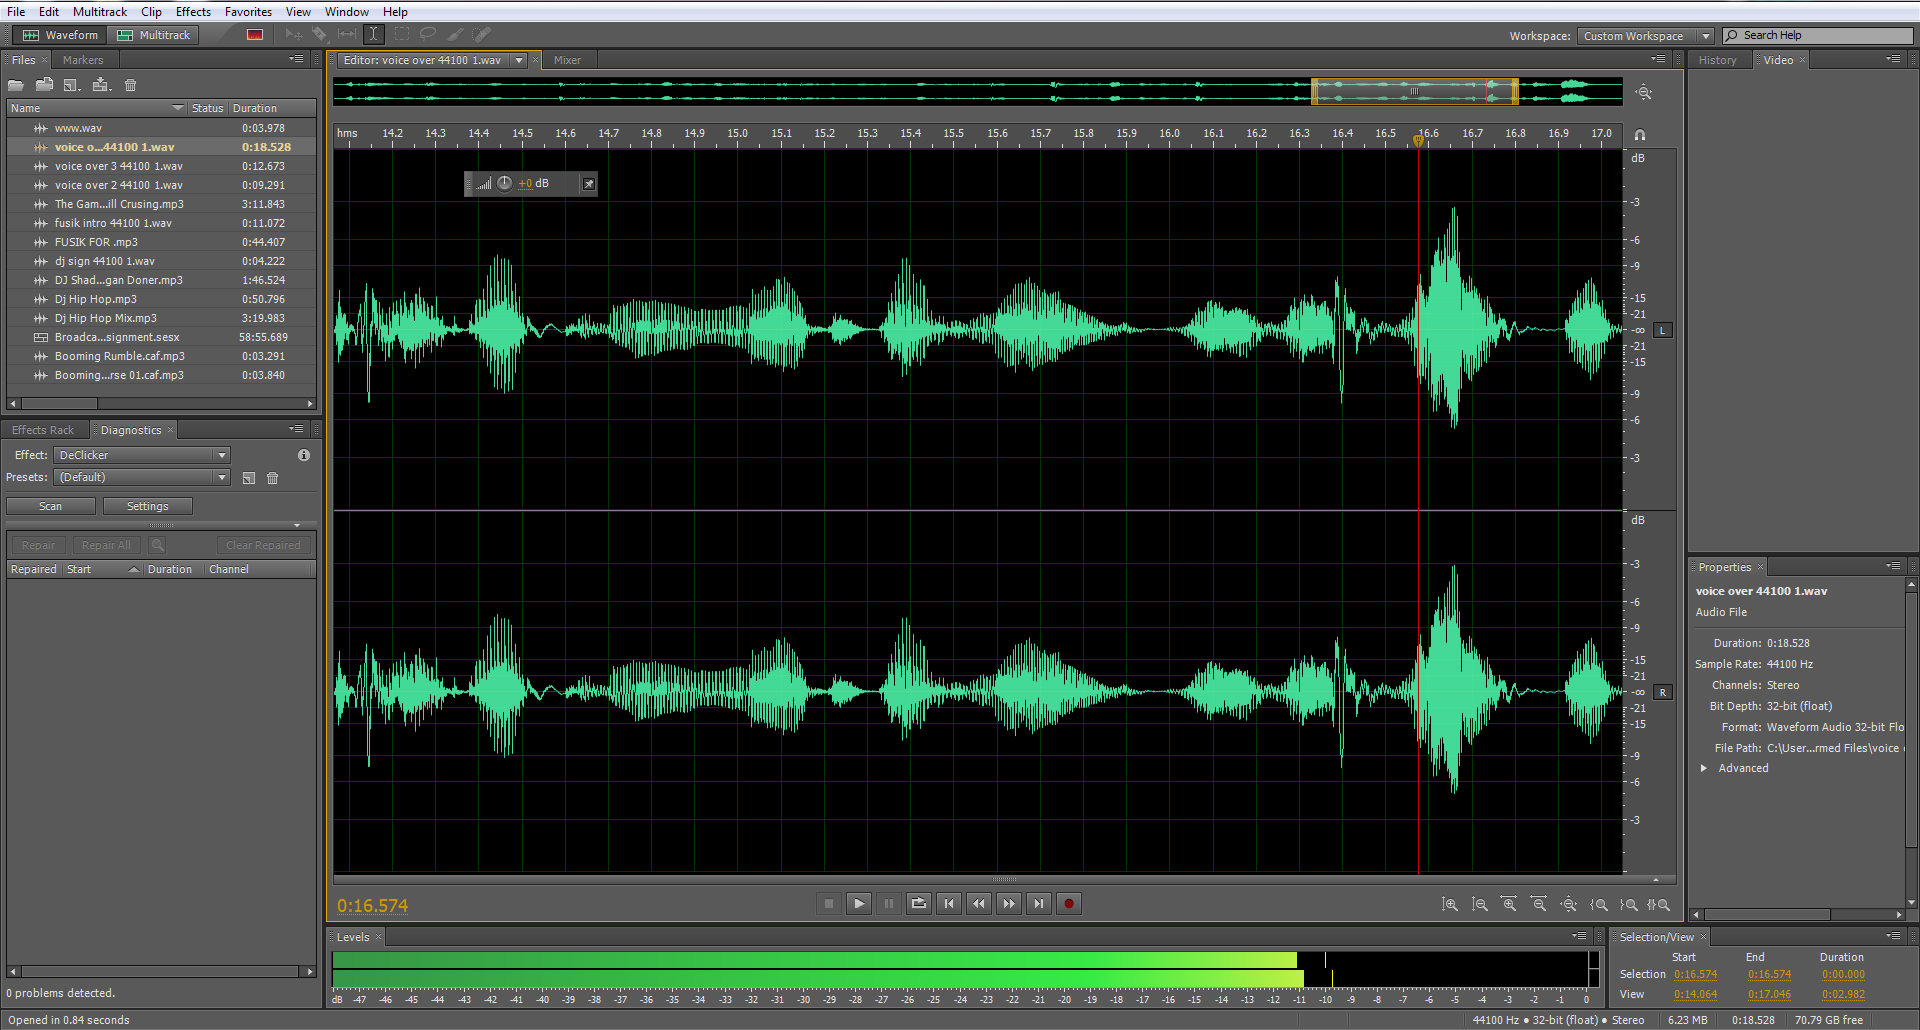 File Edit Multitrack Clip Effects Favorites View Window Help
Waveform Multitrack
Workspace: Custom Workspace Search Help
Files × Markers
Name Status Duration
www.wav 0:03.978
voice o...44100 1.wav 0:18.528
voice over 3 44100 1.wav 0:12.673
voice over 2 44100 1.wav 0:09.291
The Gam...ill Crusing.mp3 3:11.843
fusik intro 44100 1.wav 0:11.072
FUSIK FOR .mp3 0:44.407
dj sign 44100 1.wav 0:04.222
DJ Shad...gan Doner.mp3 1:46.524
Dj Hip Hop.mp3 0:50.796
Dj Hip Hop Mix.mp3 3:19.983
Broadca...signment.sesx 58:55.689
Booming Rumble.caf.mp3 0:03.291
Booming...rse 01.caf.mp3 0:03.840
Effects Rack Diagnostics ×
Effect: DeClicker
Presets: (Default)
Scan Settings
Repair Repair All Clear Repaired
Repaired Start Duration Channel
0 problems detected.
Opened in 0.84 seconds
Editor: voice over 44100 1.wav × Mixer
hms 14.2 14.3 14.4 14.5 14.6 14.7 14.8 14.9 15.0 15.1 15.2 15.3 15.4 15.5 15.6 15.7 15.8 15.9 16.0 16.1 16.2 16.3 16.4 16.5 16.6 16.7 16.8 16.9 17.0
+0 dB
dB
-3
-6
-9
-15
-21
-∞ L
-21
-15
-9
-6
-3
dB
-3
-6
-9
-15
-21
-∞ R
-21
-15
-9
-6
-3
0:16.574
Levels ×
dB -47 -46 -45 -44 -43 -42 -41 -40 -39 -38 -37 -36 -35 -34 -33 -32 -31 -30 -29 -28 -27 -26 -25 -24 -23 -22 -21 -20 -19 -18 -17 -16 -15 -14 -13 -12 -11 -10 -9 -8 -7 -6 -5 -4 -3 -2 -1 0
History Video ×
Properties ×
voice over 44100 1.wav
Audio File
Duration: 0:18.528
Sample Rate: 44100 Hz
Channels: Stereo
Bit Depth: 32-bit (float)
Format: Waveform Audio 32-bit Flo
File Path: C:\User...rmed Files\voice
Advanced
Selection/View ×
Start End Duration
Selection 0:16.574 0:16.574 0:00.000
View 0:14.064 0:17.046 0:02.982
44100 Hz ● 32-bit (float) ● Stereo 6.23 MB 0:18.528 70.79 GB free